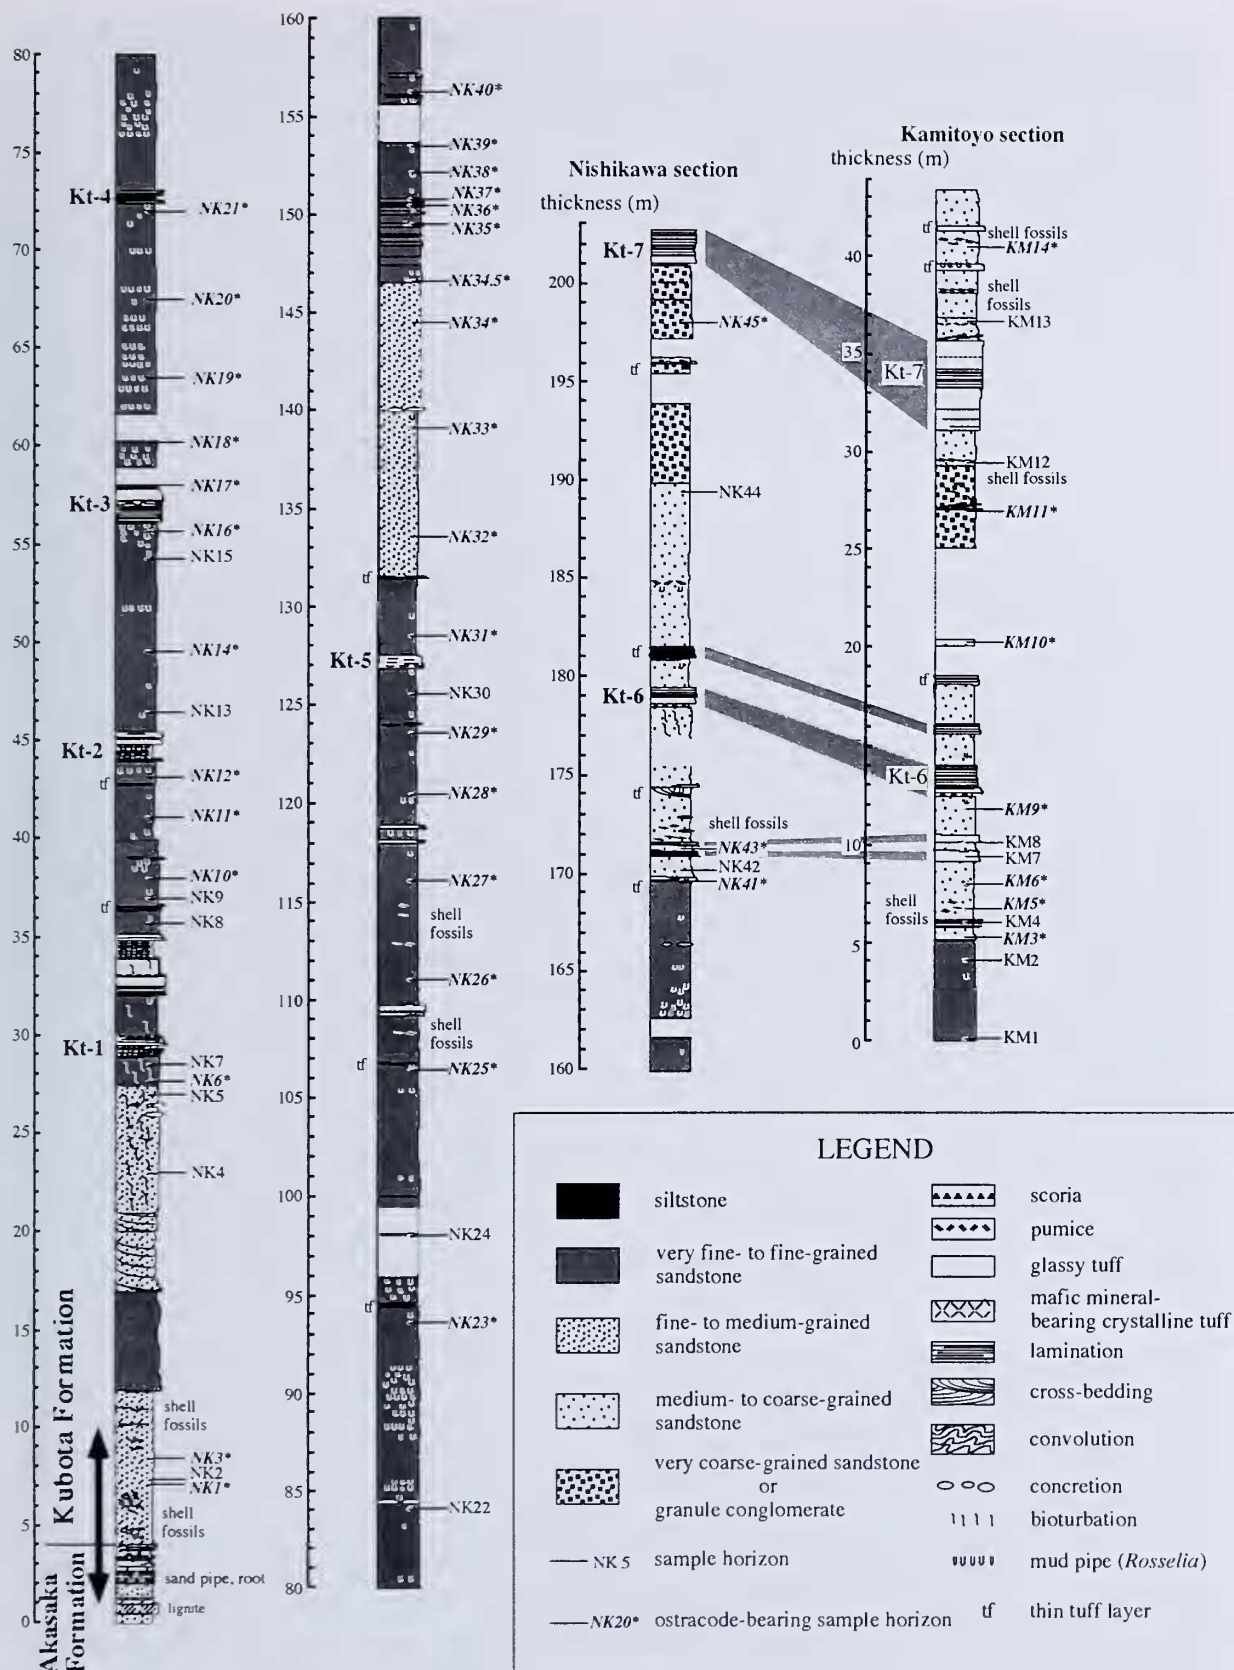 80
75
70
65
60
55
50
45
40
35
30
25
20
15
10
5
0
Kt-4
Kt-3
Kt-2
tf
tf
Kt-1
NK21*
NK20*
NK19*
NK18*
NK17*
NK16*
NK15
NK14*
NK13
NK12*
NK11*
NK10*
NK9
NK8
NK7
NK6*
NK5
NK4
shell
fossils
NK3*
NK2
NK1*
shell
fossils
sand pipe, root
lignite
Kubota Formation
Akasaka
Formation
160
155
150
145
140
135
130
125
120
115
110
105
100
95
90
85
80
tf
Kt-5
tf
tf
NK40*
NK39*
NK38*
NK37*
NK36*
NK35*
NK34.5*
NK34*
NK33*
NK32*
NK31*
NK30
NK29*
NK28*
NK27*
shell
fossils
NK26*
shell
fossils
NK25*
NK24
NK23*
NK22
Nishikawa section
thickness (m)
200
195
190
185
180
175
170
165
160
Kt-7
tf
tf
Kt-6
tf
tf
NK45*
NK44
shell fossils
NK43*
NK42
NK41*
Kamitoyo section
thickness (m)
40
35
30
25
20
15
10
5
0
tf
tf
Kt-7
tf
Kt-6
shell
fossils
shell fossils
KM14*
shell
fossils
KM13
KM12
shell fossils
KM11*
KM10*
KM9*
KM8
KM7
KM6*
KM5*
KM4
KM3*
KM2
KM1
LEGEND
siltstone
very fine- to fine-grained
sandstone
fine- to medium-grained
sandstone
medium- to coarse-grained
sandstone
very coarse-grained sandstone
or
granule conglomerate
NK 5 sample horizon
NK20* ostracode-bearing sample horizon
scoria
pumice
glassy tuff
mafic mineral-
bearing crystalline tuff
lamination
cross-bedding
convolution
concretion
bioturbation
mud pipe (Rosselia)
tf thin tuff layer